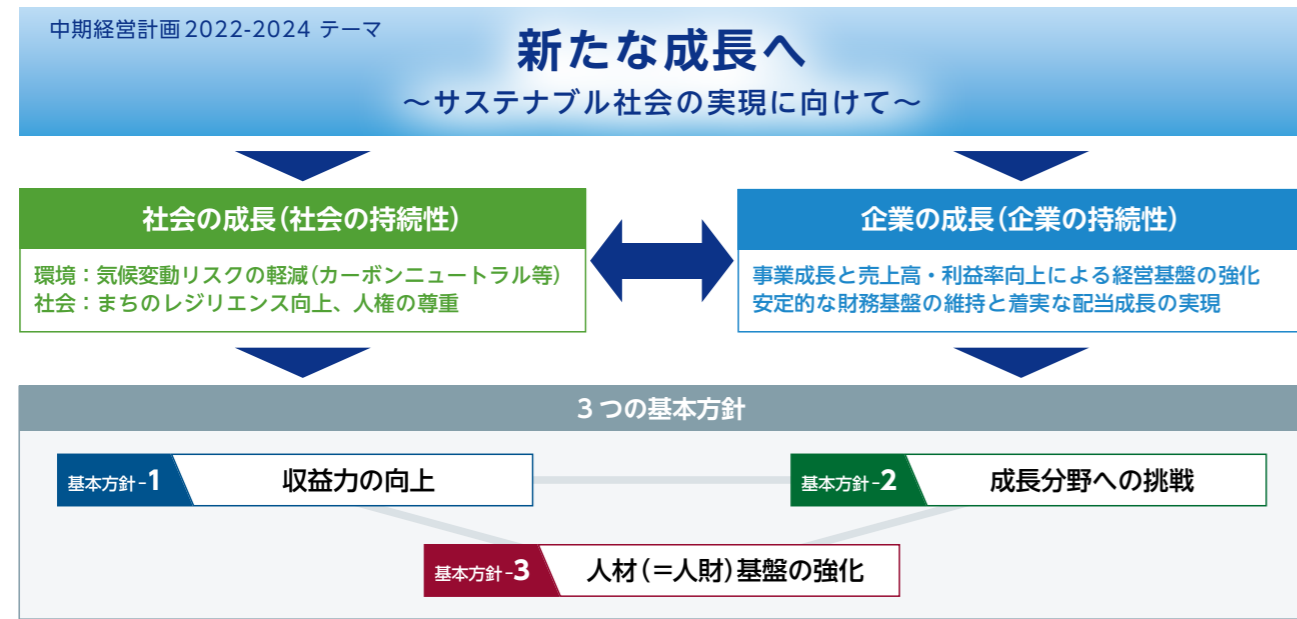 中期経営計画2022-2024 テーマ
新たな成長へ
～サステナブル社会の実現に向けて～
社会の成長(社会の持続性)
環境：気候変動リスクの軽減(カーボンニュートラル等)
社会：まちのレジリエンス向上、人権の尊重
企業の成長(企業の持続性)
事業成長と売上高・利益率向上による経営基盤の強化
安定的な財務基盤の維持と着実な配当成長の実現
3つの基本方針
基本方針-1 収益力の向上
基本方針-2 成長分野への挑戦
基本方針-3 人材(=人財)基盤の強化